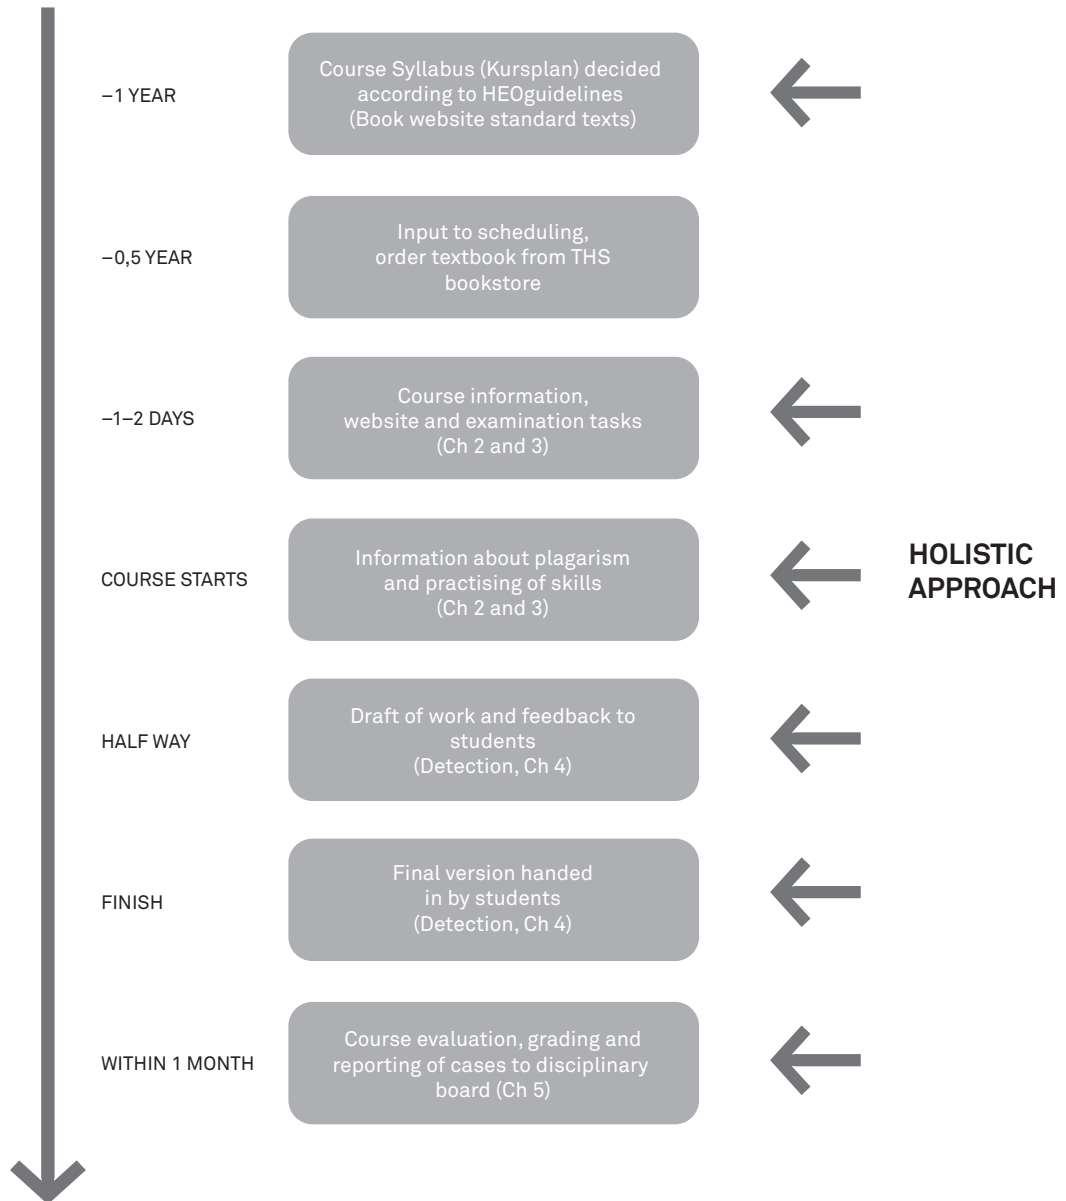 –1 YEAR
Course Syllabus (Kursplan) decided
according to HEOguidelines
(Book website standard texts)
–0,5 YEAR
Input to scheduling,
order textbook from THS
bookstore
–1–2 DAYS
Course information,
website and examination tasks
(Ch 2 and 3)
COURSE STARTS
Information about plagarism
and practising of skills
(Ch 2 and 3)
HOLISTIC
APPROACH
HALF WAY
Draft of work and feedback to
students
(Detection, Ch 4)
FINISH
Final version handed
in by students
(Detection, Ch 4)
WITHIN 1 MONTH
Course evaluation, grading and
reporting of cases to disciplinary
board (Ch 5)